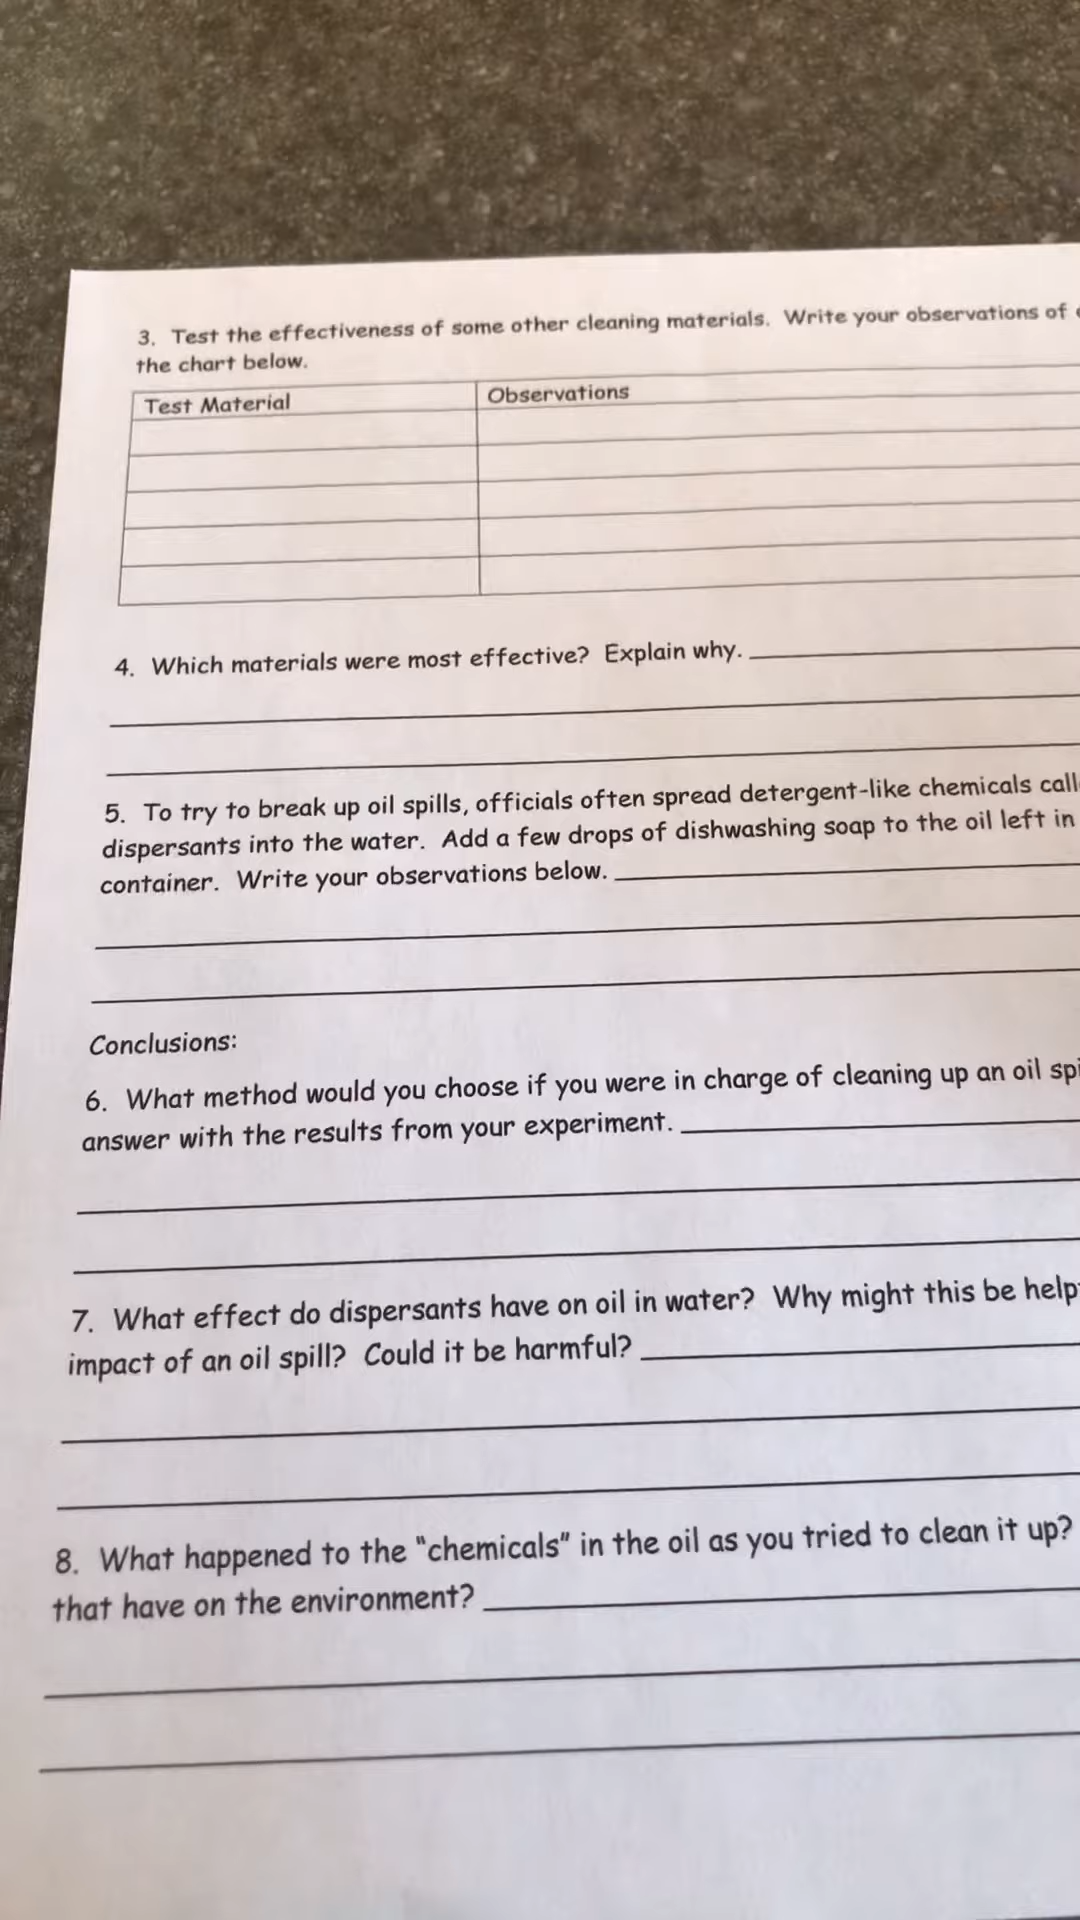 3. Test the effectiveness of some other cleaning materials. Write your observations of
the chart below.
Test Material Observations
4. Which materials were most effective? Explain why.
5. To try to break up oil spills, officials often spread detergent-like chemicals
dispersants into the water. Add a few drops of dishwashing soap to the oil left in
container. Write your observations below.
Conclusions:
6. What method would you choose if you were in charge of cleaning up an oil
answer with the results from your experiment.
7. What effect do dispersants have on oil in water? Why might this be
impact of an oil spill? Could it be harmful?
8. What happened to the "chemicals" in the oil as you tried to clean it up?
that have on the environment?